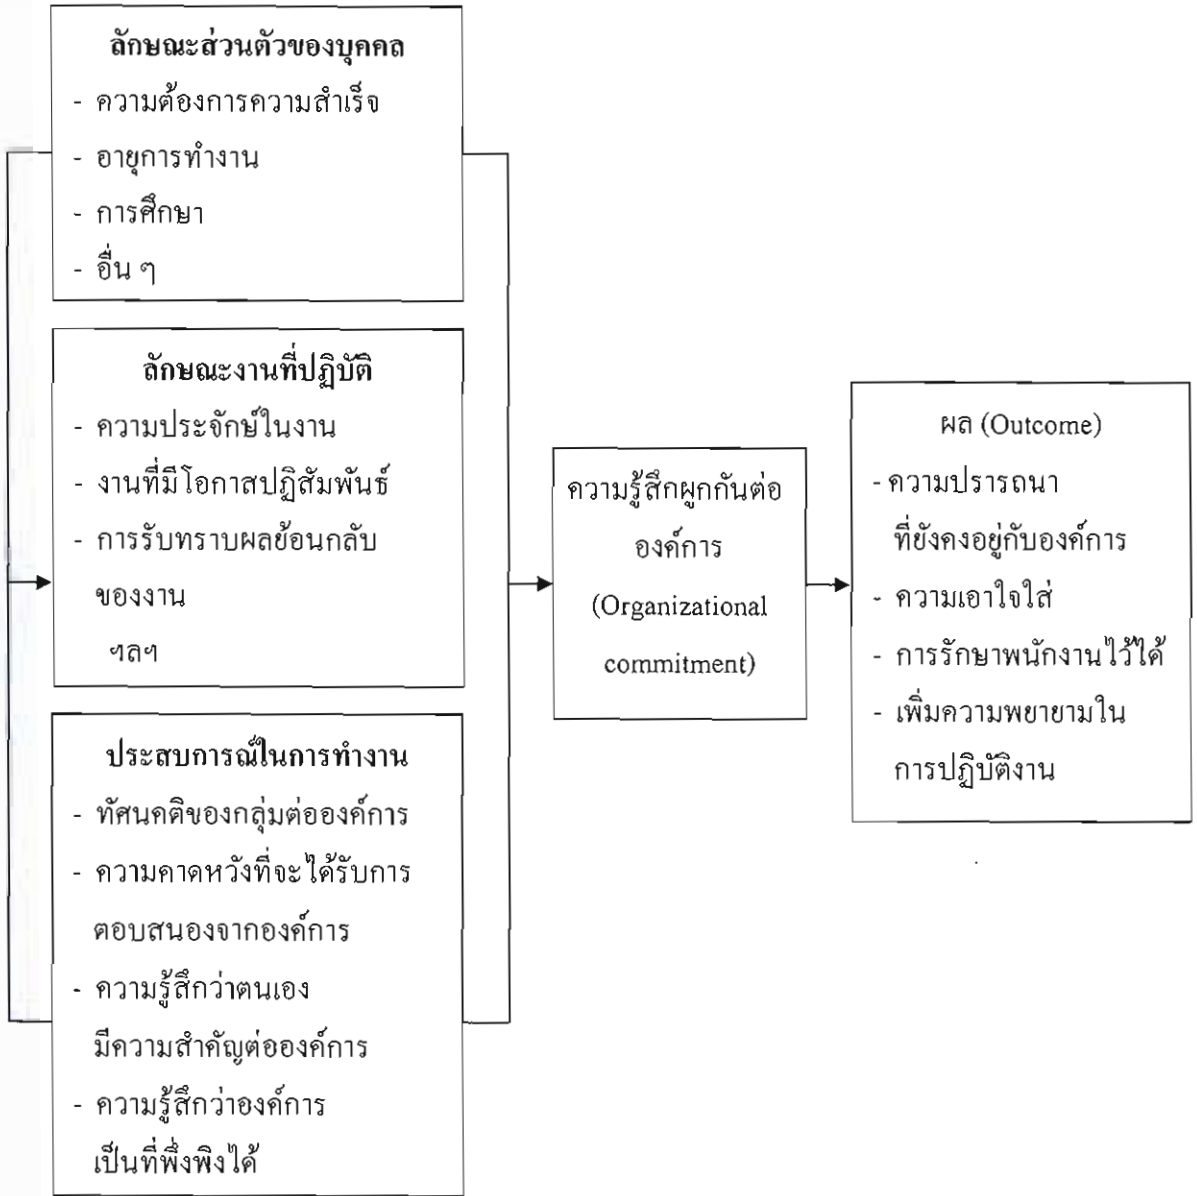 ลักษณะส่วนตัวของบุคคล
- ความต้องการความสำเร็จ
- อายุการทำงาน
- การศึกษา
- อื่น ๆ
ลักษณะงานที่ปฏิบัติ
- ความประจักษ์ในงาน
- งานที่มีโอกาสปฏิสัมพันธ์
- การรับทราบผลย้อนกลับ
ของงาน
ฯลฯ
ประสบการณ์ในการทำงาน
- ทัศนคติของกลุ่มต่อองค์การ
- ความคาดหวังที่จะได้รับการ
ตอบสนองจากองค์การ
- ความรู้สึกว่าตนเอง
มีความสำคัญต่อองค์การ
- ความรู้สึกว่าองค์การ
เป็นที่พึ่งพิงได้
ความรู้สึกผูกกันต่อ
องค์การ
(Organizational
commitment)
ผล (Outcome)
- ความปรารถนา
ที่ยังคงอยู่กับองค์การ
- ความเอาใจใส่
- การรักษาพนักงานไว้ได้
- เพิ่มความพยายามใน
การปฏิบัติงาน